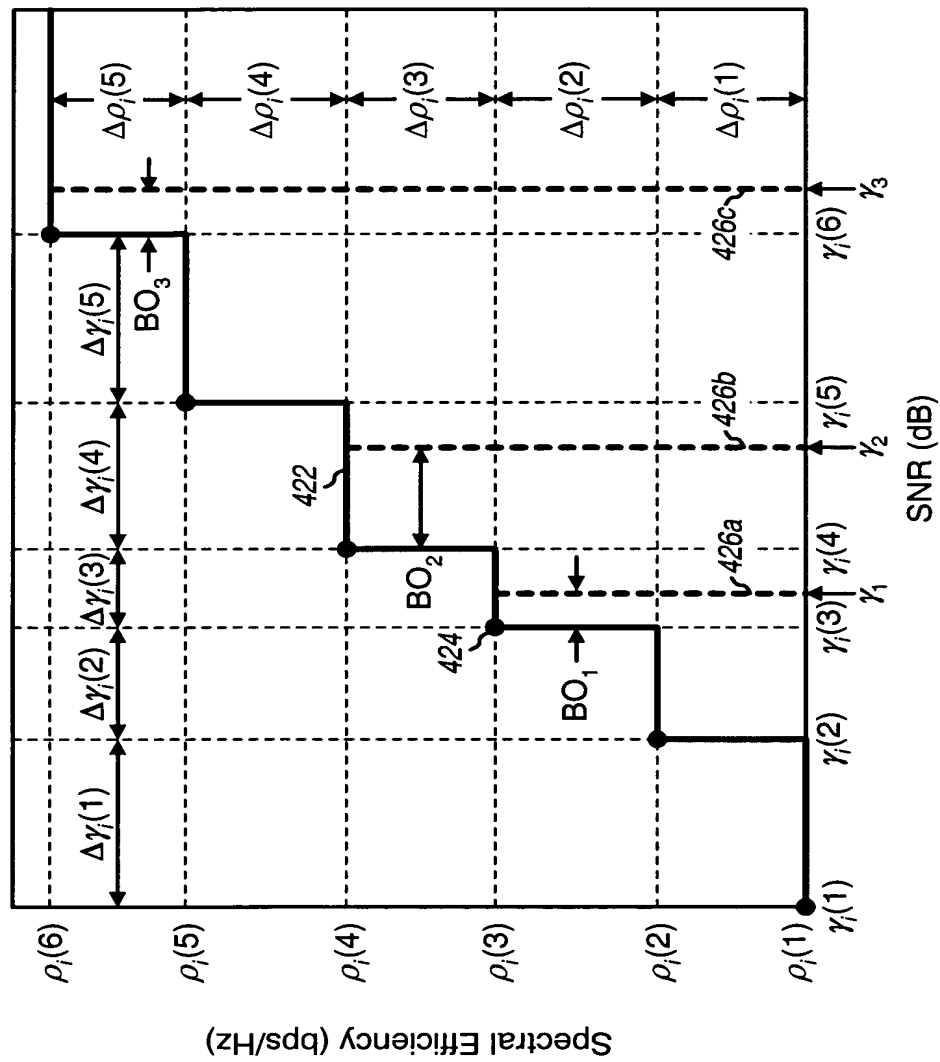 Spectral Efficiency (bps/Hz)
ρᵢ(6)
ρᵢ(5)
ρᵢ(4)
ρᵢ(3)
ρᵢ(2)
ρᵢ(1)
Δγᵢ(1)
Δγᵢ(2)
Δγᵢ(3)
Δγᵢ(4)
Δγᵢ(5)
Δρᵢ(5)
Δρᵢ(4)
Δρᵢ(3)
Δρᵢ(2)
Δρᵢ(1)
BO₃
422
BO₂
424
BO₁
426a
426b
426c
γᵢ(1)
γᵢ(2)
γᵢ(3)
γ₁
γᵢ(4)
γ₂
γᵢ(5)
γᵢ(6)
γ₃
SNR (dB)